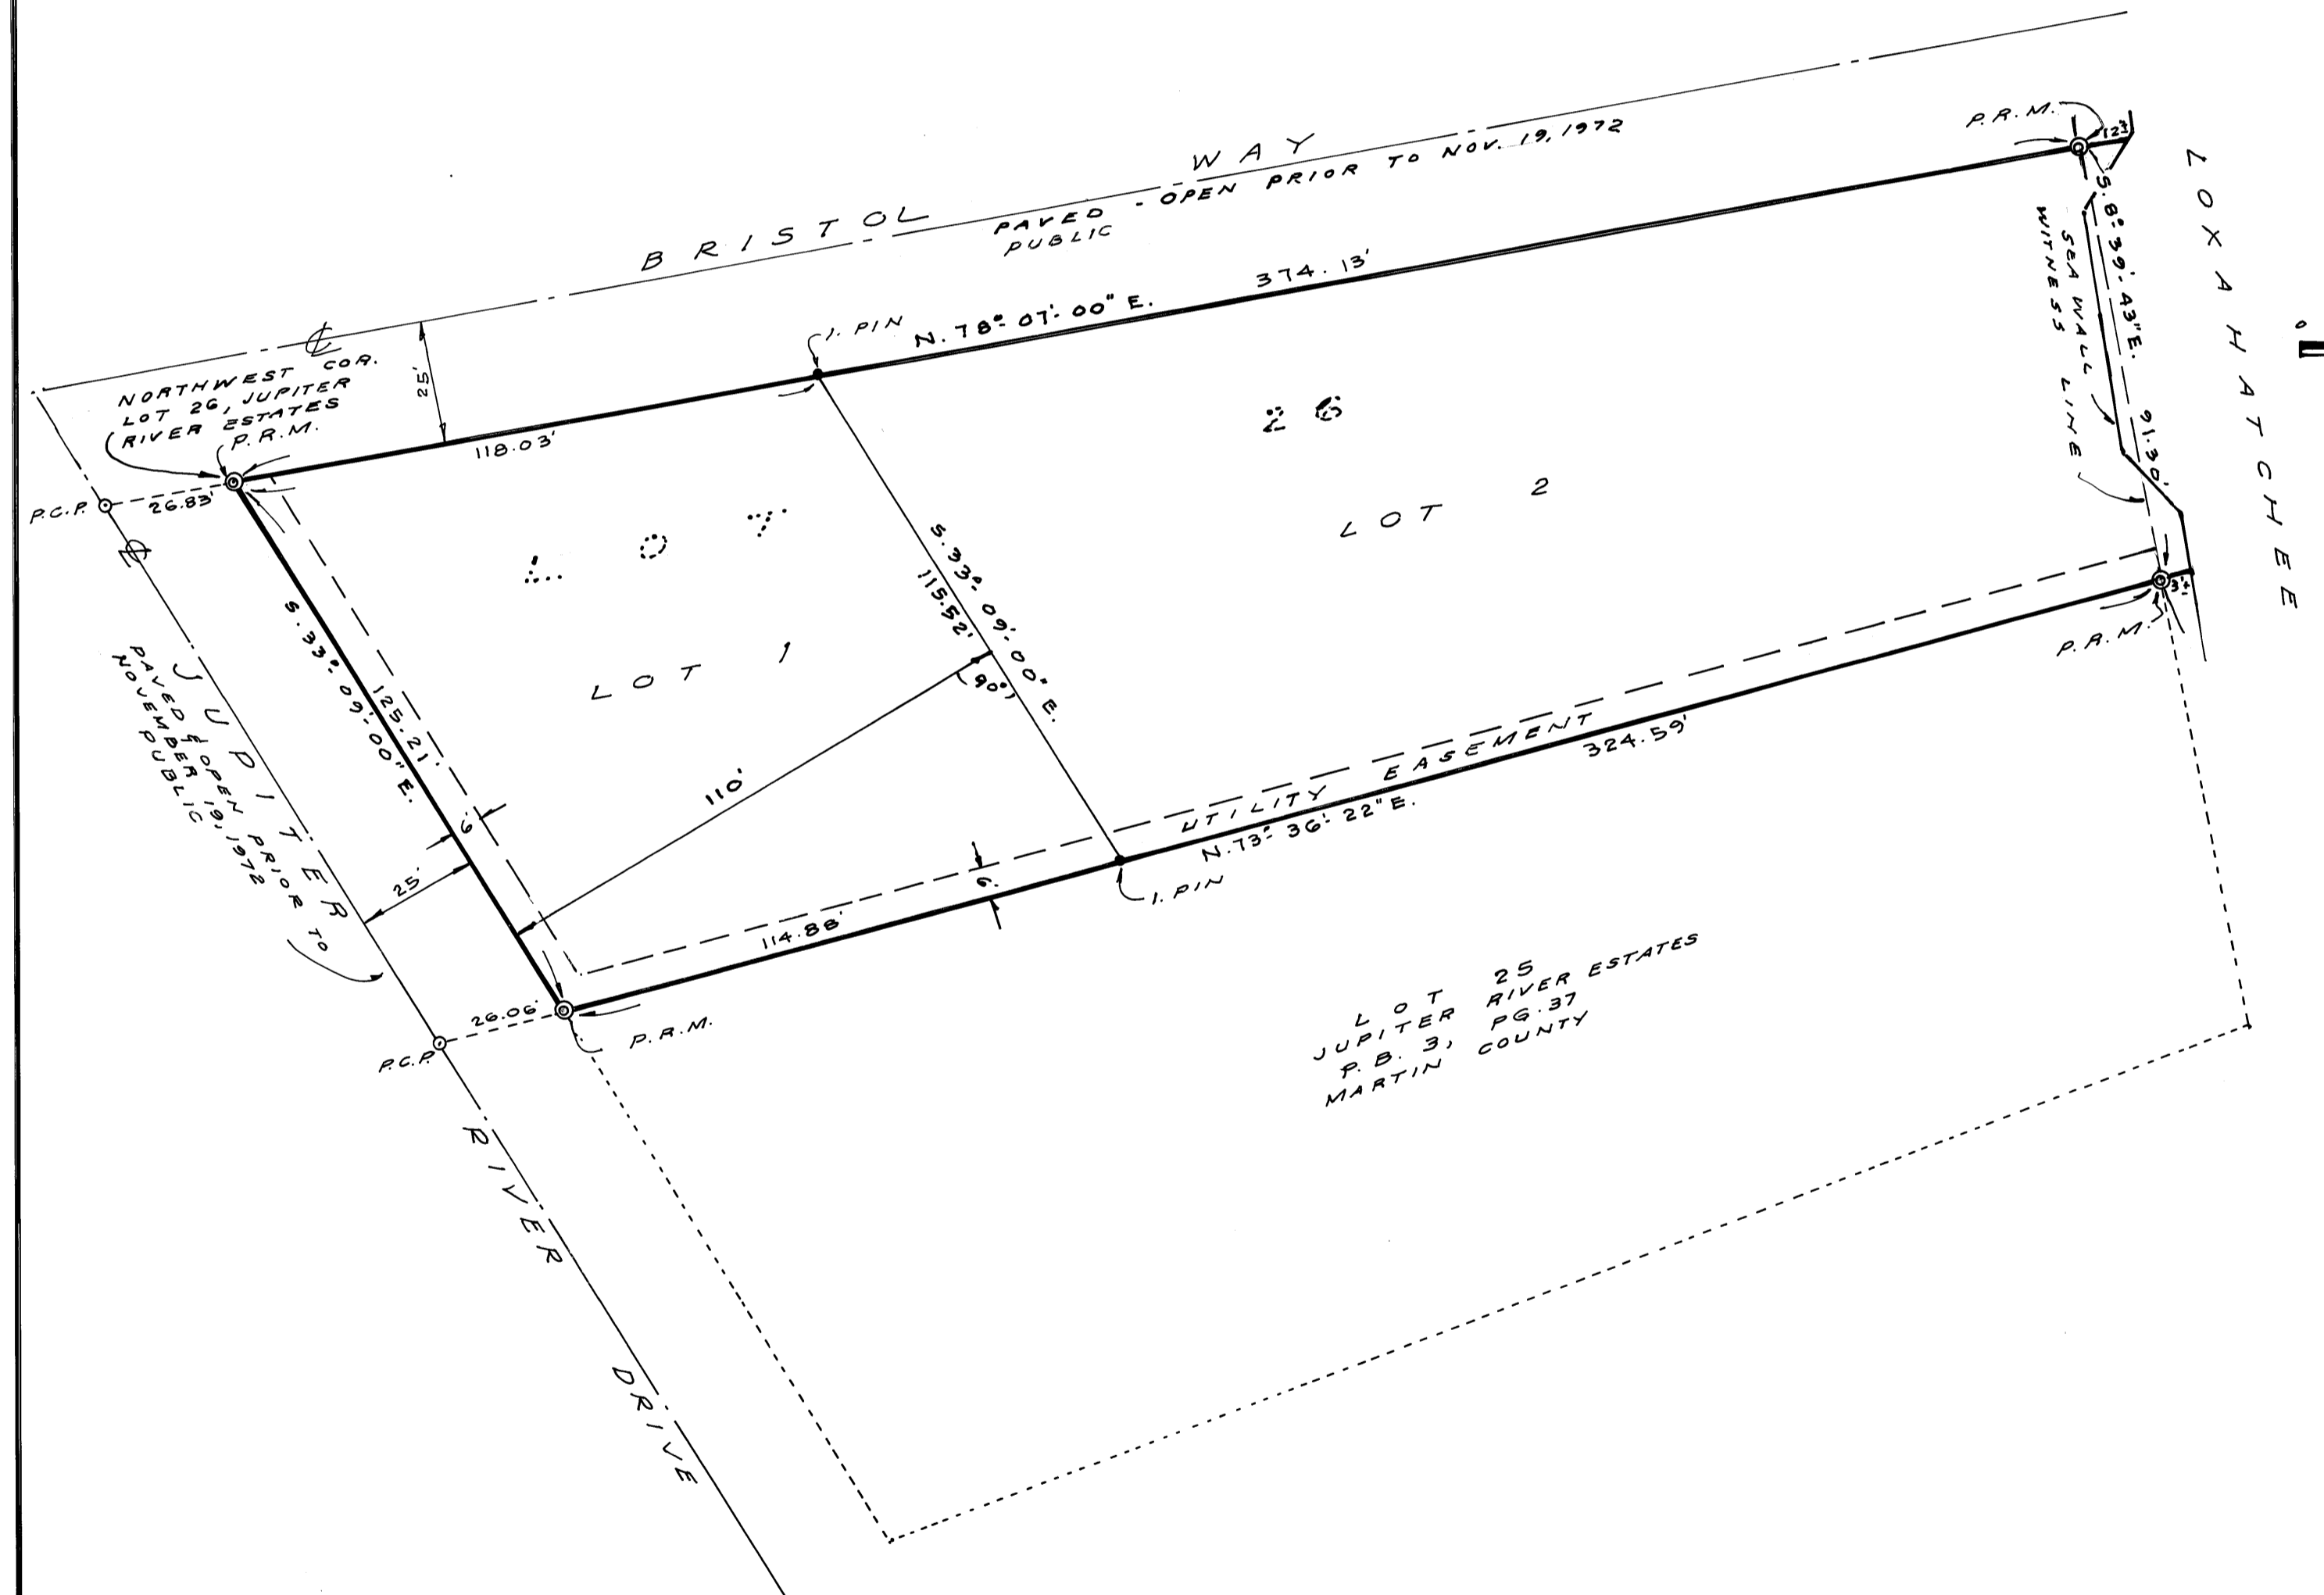 BRISTOL WAY
PAVED - OPEN PRIOR TO NOV. 19, 1972
PUBLIC
P.R.M.
12'±
LOXAHATCHEE
S. 8°-39'-43"E.
91.30'
SEA WALL
WITNESS LINE
374.13'
N. 78°-07'-00" E.
I. PIN
℄
25'
NORTHWEST COR.
LOT 26, JUPITER
RIVER ESTATES
P.R.M.
118.03'
P.C.P.
26.83'
℄
26
LOT
LOT 2
LOT 1
S. 33°-09'-00" E.
115.52'
(90°)
110'
S. 33°-09'-00" E.
125.21'
JUPITER RIVER DRIVE
PAVED & OPEN PRIOR TO
NOVEMBER 19, 1972
PUBLIC
6'
25'
UTILITY EASEMENT
324.59'
N. 73°-36'-22" E.
3'±
P.R.M.
6'
I. PIN
114.88'
26.06'
P.C.P.
P.R.M.
LOT 25
JUPITER RIVER ESTATES
P.B. 3, PG. 37
MARTIN COUNTY